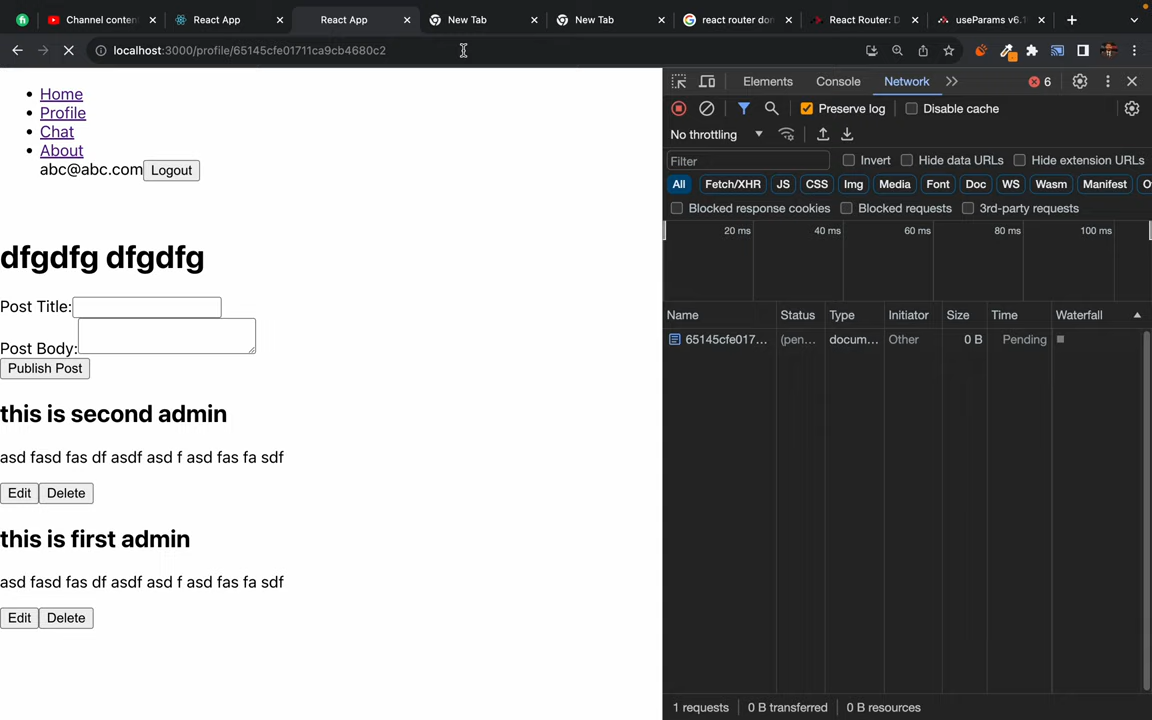 Channel content
React App
React App
New Tab
New Tab
react router dom
React Router: D
useParams v6.1
localhost:3000/profile/65145cfe01711ca9cb4680c2
Home
Profile
Chat
About
abc@abc.com Logout
dfgdfg dfgdfg
Post Title:
Post Body:
Publish Post
this is second admin
asd fasd fas df asdf asd f asd fas fa sdf
Edit Delete
this is first admin
asd fasd fas df asdf asd f asd fas fa sdf
Edit Delete
Elements Console Network 6
Preserve log Disable cache
No throttling
Filter Invert Hide data URLs Hide extension URLs
All Fetch/XHR JS CSS Img Media Font Doc WS Wasm Manifest O
Blocked response cookies Blocked requests 3rd-party requests
20 ms 40 ms 60 ms 80 ms 100 ms
Name Status Type Initiator Size Time Waterfall
65145cfe017... (pen... docum... Other 0 B Pending
1 requests 0 B transferred 0 B resources